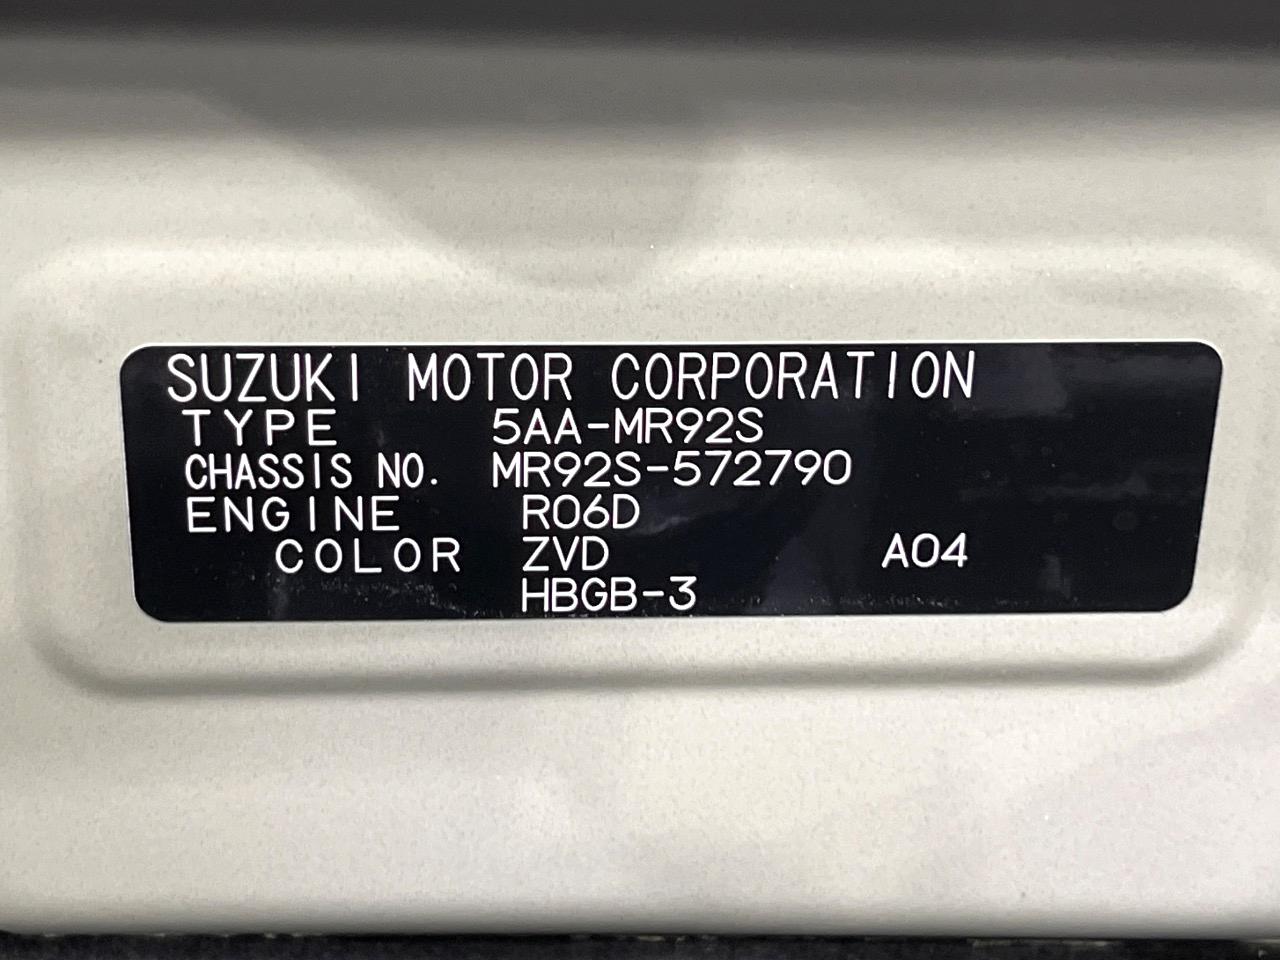 SUZUKI MOTOR CORPORATION
TYPE 5AA-MR92S
CHASSIS NO. MR92S-572790
ENGINE R06D
COLOR ZVD A04
HBGB-3